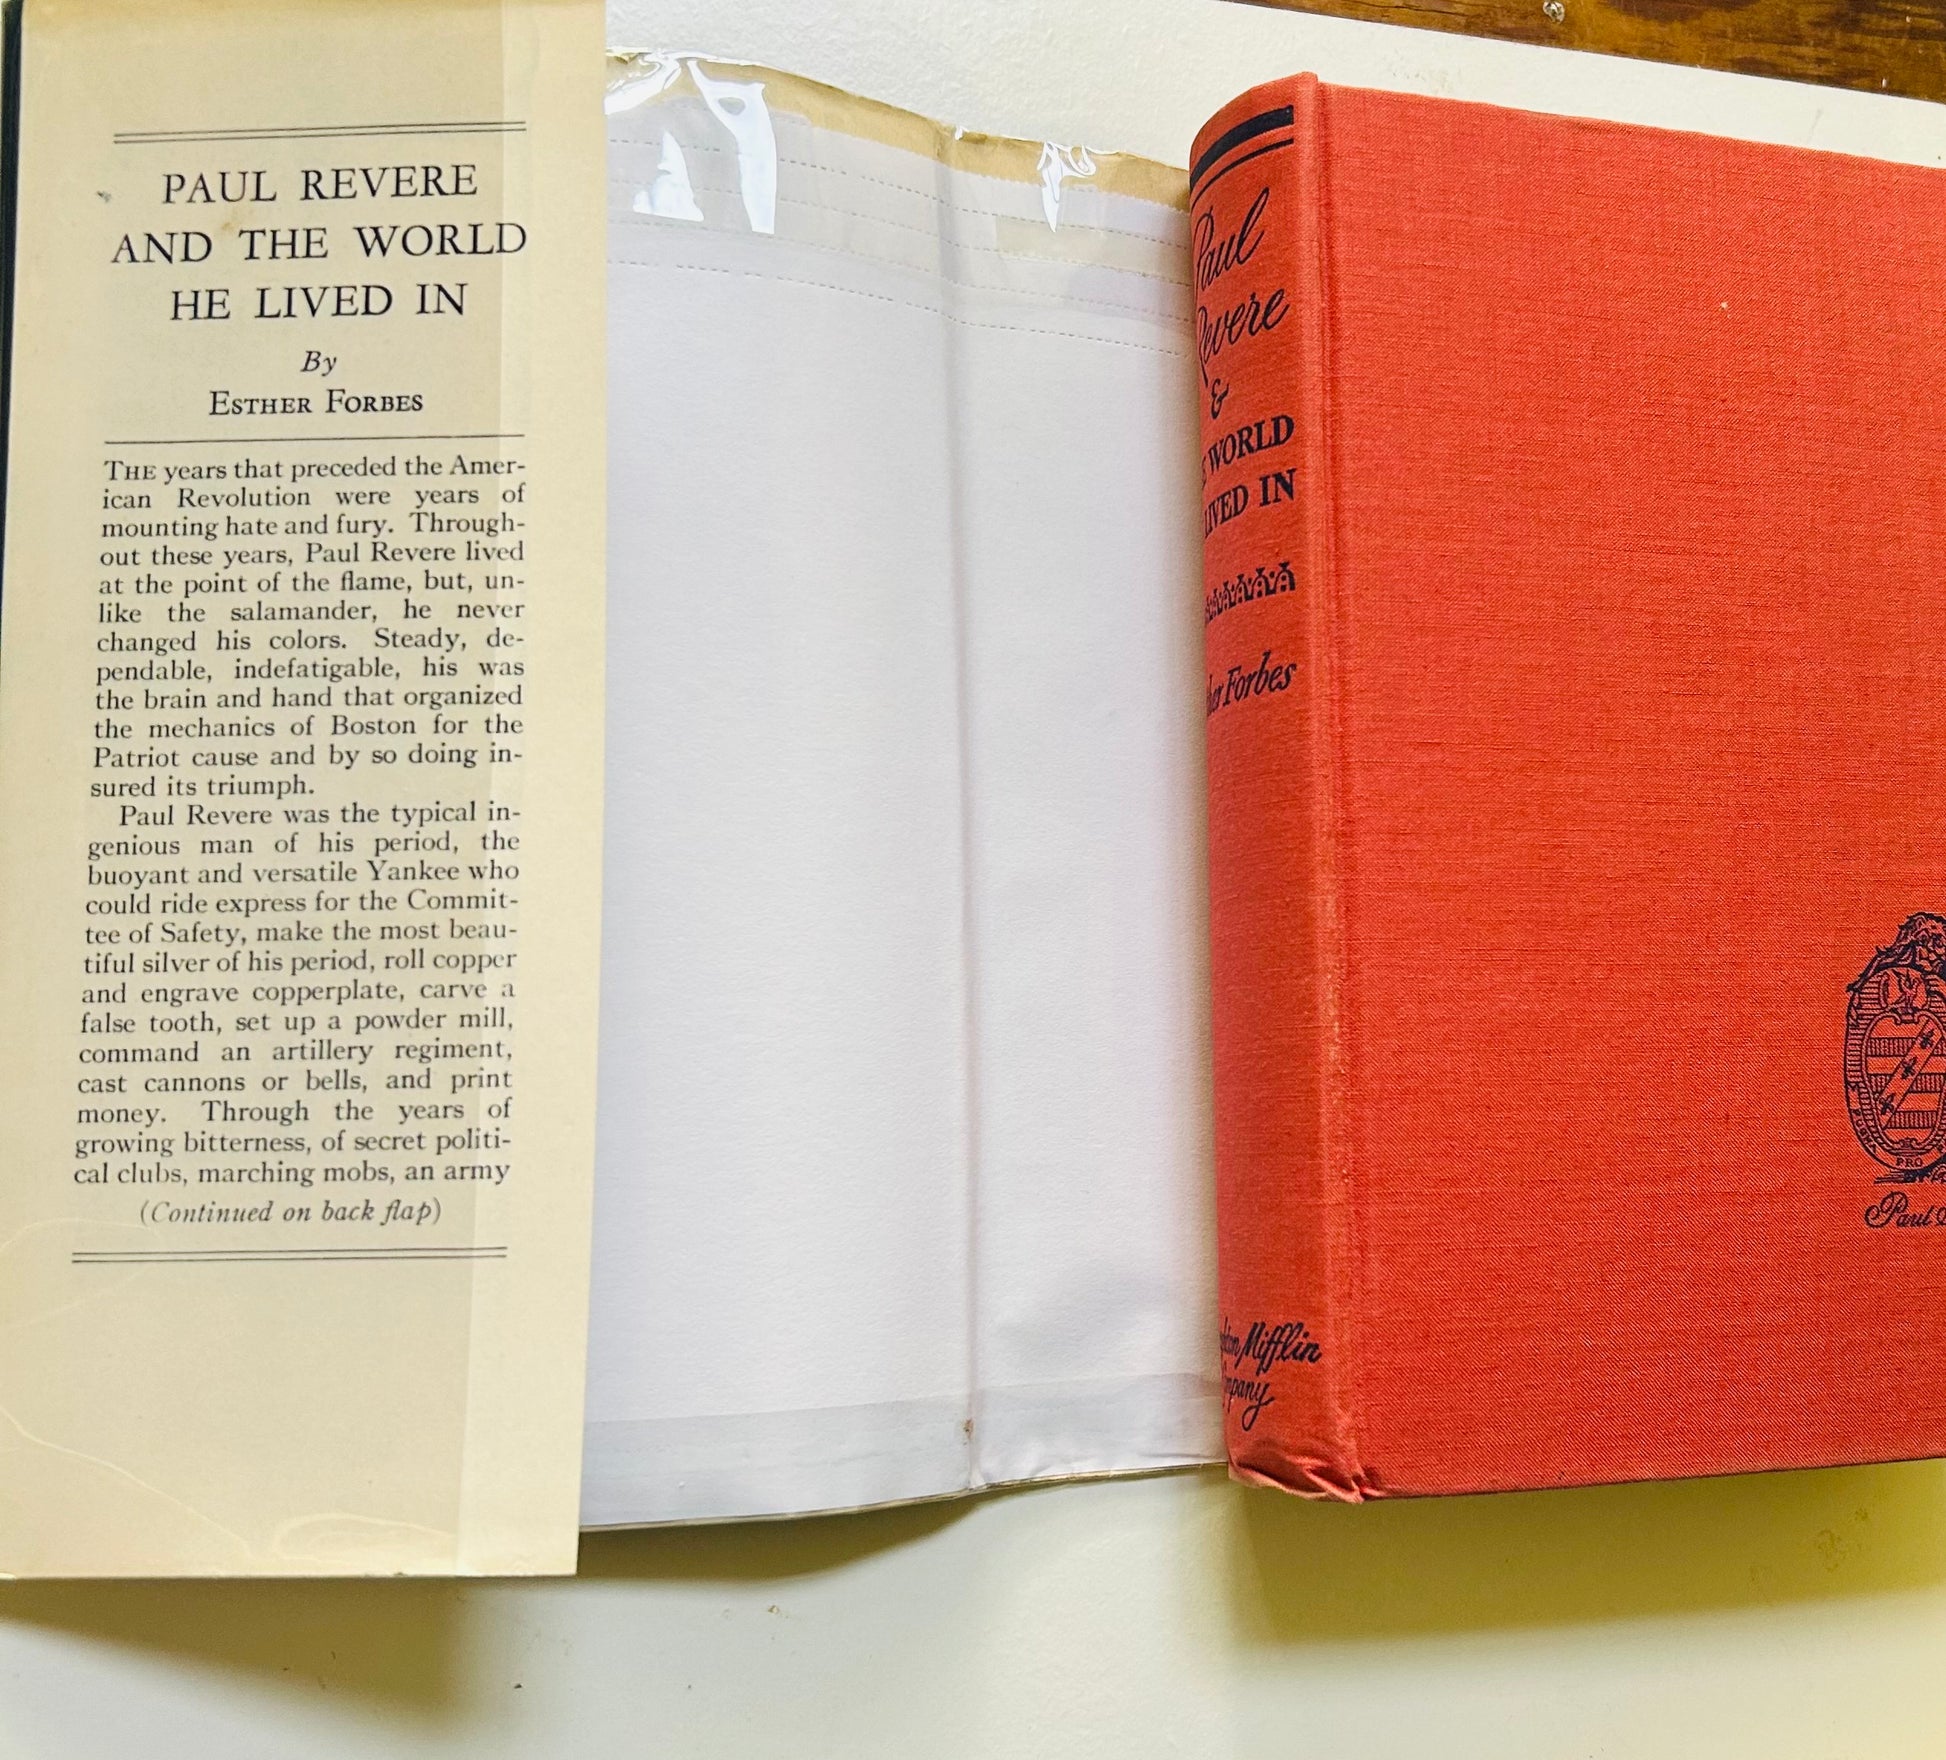 PAUL REVERE
AND THE WORLD
HE LIVED IN
By
ESTHER FORBES
THE years that preceded the Amer-
ican Revolution were years of
mounting hate and fury. Through-
out these years, Paul Revere lived
at the point of the flame, but, un-
like the salamander, he never
changed his colors. Steady, de-
pendable, indefatigable, his was
the brain and hand that organized
the mechanics of Boston for the
Patriot cause and by so doing in-
sured its triumph.
Paul Revere was the typical in-
genious man of his period, the
buoyant and versatile Yankee who
could ride express for the Commit-
tee of Safety, make the most beau-
tiful silver of his period, roll copper
and engrave copperplate, carve a
false tooth, set up a powder mill,
command an artillery regiment,
cast cannons or bells, and print
money. Through the years of
growing bitterness, of secret politi-
cal clubs, marching mobs, an army
(Continued on back flap)
Paul
Revere
&
WORLD
LIVED IN
Forbes
Mifflin
PRO
Paul